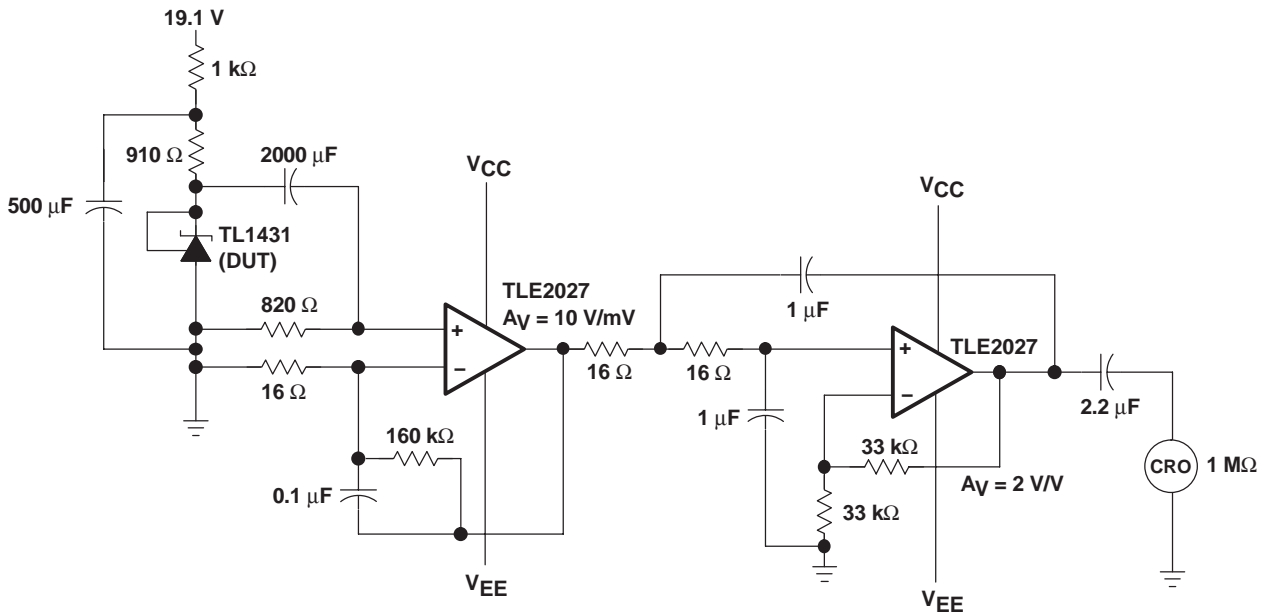 19.1 V
1 kΩ
910 Ω
2000 μF
500 μF
TL1431
(DUT)
820 Ω
16 Ω
160 kΩ
0.1 μF
VCC
TLE2027
AV = 10 V/mV
VEE
16 Ω
16 Ω
1 μF
1 μF
VCC
TLE2027
33 kΩ
AV = 2 V/V
33 kΩ
VEE
2.2 μF
CRO
1 MΩ